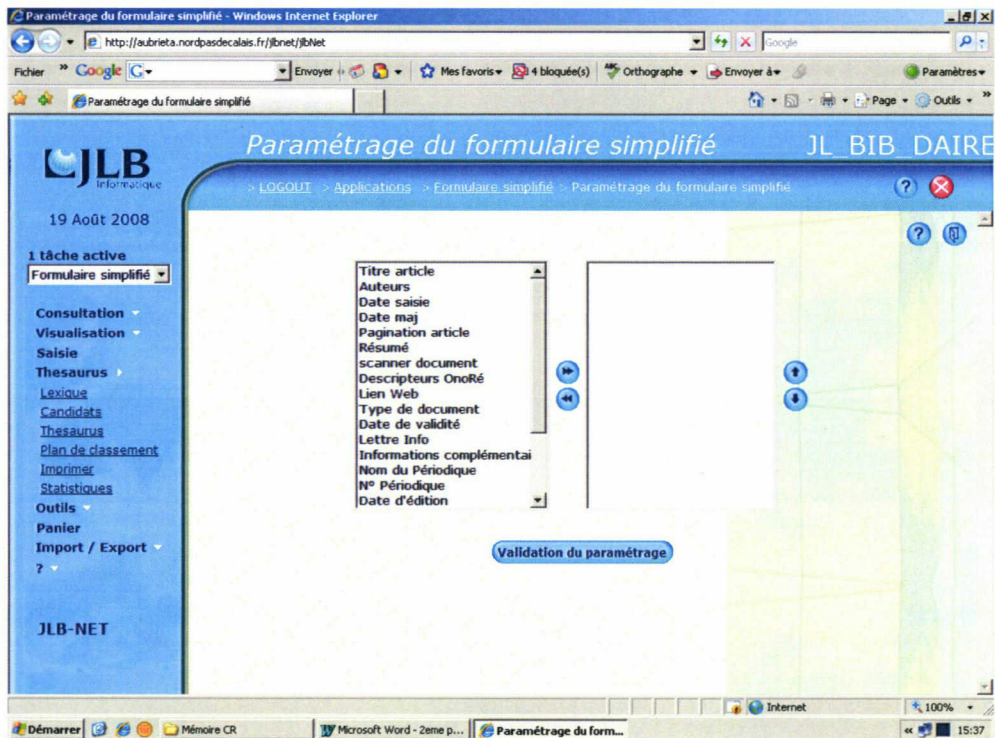 Paramétrage du formulaire simplifié - Windows Internet Explorer
http://aubrieta.nordpasdecalais.fr/jlbnet/jlbNet
Google
Fichier » Google G Envoyer Mes favoris 4 bloquée(s) Orthographe Envoyer à Paramètres
Paramétrage du formulaire simplifié
Page Outils »
JLB
Informatique
Paramétrage du formulaire simplifié
JL_BIB_DAIRE
> LOGOUT > Applications > Formulaire simplifié > Paramétrage du formulaire simplifié
19 Août 2008
1 tâche active
Formulaire simplifié
Consultation
Visualisation
Saisie
Thesaurus
Lexique
Candidats
Thesaurus
Plan de classement
Imprimer
Statistiques
Outils
Panier
Import / Export
?
JLB-NET
Titre article
Auteurs
Date saisie
Date maj
Pagination article
Résumé
scanner document
Descripteurs OnoRé
Lien Web
Type de document
Date de validité
Lettre Info
Informations complémentai
Nom du Périodique
N° Périodique
Date d'édition
Validation du paramétrage
Internet
100%
Démarrer
Mémoire CR
Microsoft Word - 2eme p...
Paramétrage du form...
« 15:37